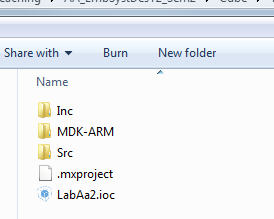 Share with Burn New folder
Name
Inc
MDK-ARM
Src
.mxproject
LabAa2.ioc